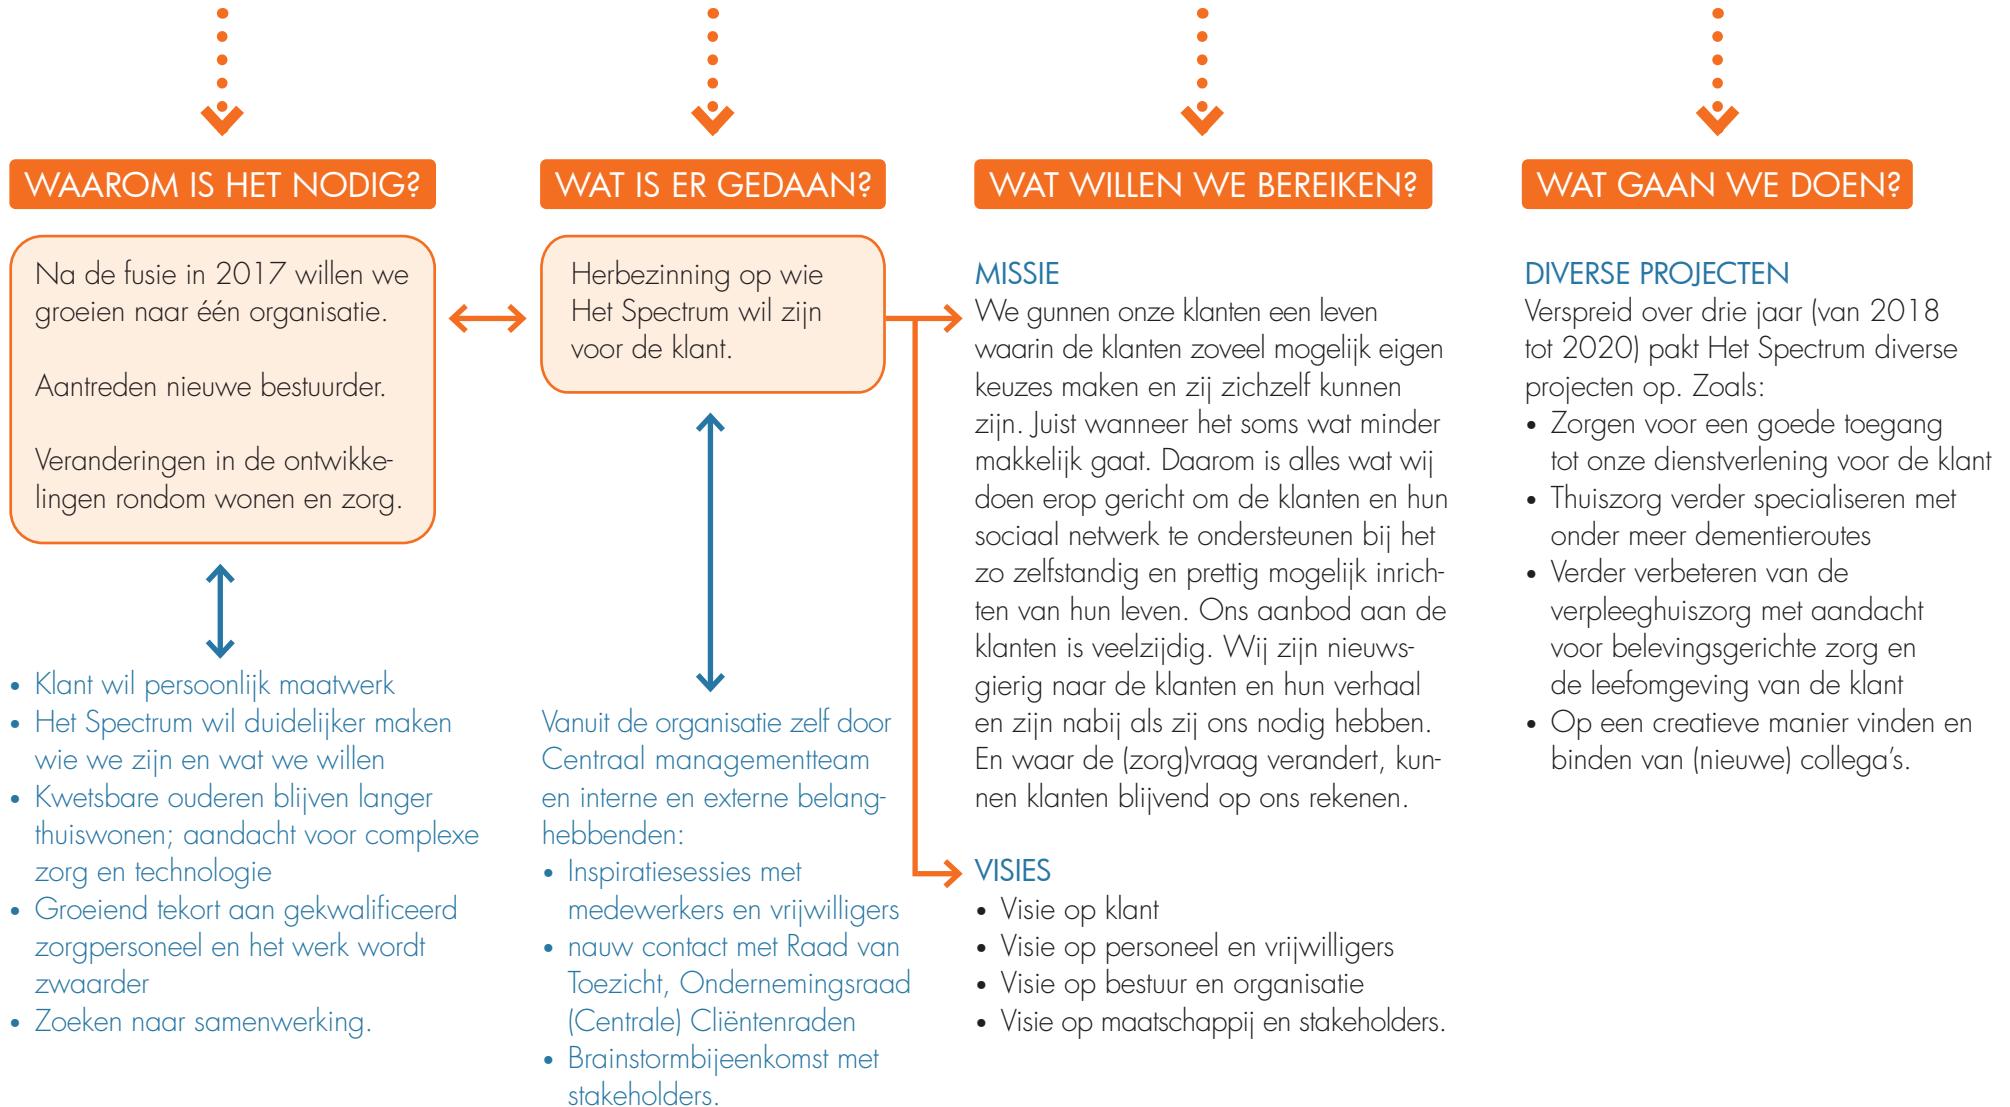 WAAROM IS HET NODIG?
Na de fusie in 2017 willen we
groeien naar één organisatie.
Aantreden nieuwe bestuurder.
Veranderingen in de ontwikke-
lingen rondom wonen en zorg.
• Klant wil persoonlijk maatwerk
• Het Spectrum wil duidelijker maken
wie we zijn en wat we willen
• Kwetsbare ouderen blijven langer
thuiswonen; aandacht voor complexe
zorg en technologie
• Groeiend tekort aan gekwalificeerd
zorgpersoneel en het werk wordt
zwaarder
• Zoeken naar samenwerking.
WAT IS ER GEDAAN?
Herbezinning op wie
Het Spectrum wil zijn
voor de klant.
Vanuit de organisatie zelf door
Centraal managementteam
en interne en externe belang-
hebbenden:
• Inspiratiesessies met
medewerkers en vrijwilligers
• nauw contact met Raad van
Toezicht, Ondernemingsraad
(Centrale) Cliëntenraden
• Brainstormbijeenkomst met
stakeholders.
WAT WILLEN WE BEREIKEN?
MISSIE
We gunnen onze klanten een leven
waarin de klanten zoveel mogelijk eigen
keuzes maken en zij zichzelf kunnen
zijn. Juist wanneer het soms wat minder
makkelijk gaat. Daarom is alles wat wij
doen erop gericht om de klanten en hun
sociaal netwerk te ondersteunen bij het
zo zelfstandig en prettig mogelijk inrich-
ten van hun leven. Ons aanbod aan de
klanten is veelzijdig. Wij zijn nieuws-
gierig naar de klanten en hun verhaal
en zijn nabij als zij ons nodig hebben.
En waar de (zorg)vraag verandert, kun-
nen klanten blijvend op ons rekenen.
VISIES
• Visie op klant
• Visie op personeel en vrijwilligers
• Visie op bestuur en organisatie
• Visie op maatschappij en stakeholders.
WAT GAAN WE DOEN?
DIVERSE PROJECTEN
Verspreid over drie jaar (van 2018
tot 2020) pakt Het Spectrum diverse
projecten op. Zoals:
• Zorgen voor een goede toegang
tot onze dienstverlening voor de klant
• Thuiszorg verder specialiseren met
onder meer dementieroutes
• Verder verbeteren van de
verpleeghuiszorg met aandacht
voor belevingsgerichte zorg en
de leefomgeving van de klant
• Op een creatieve manier vinden en
binden van (nieuwe) collega's.